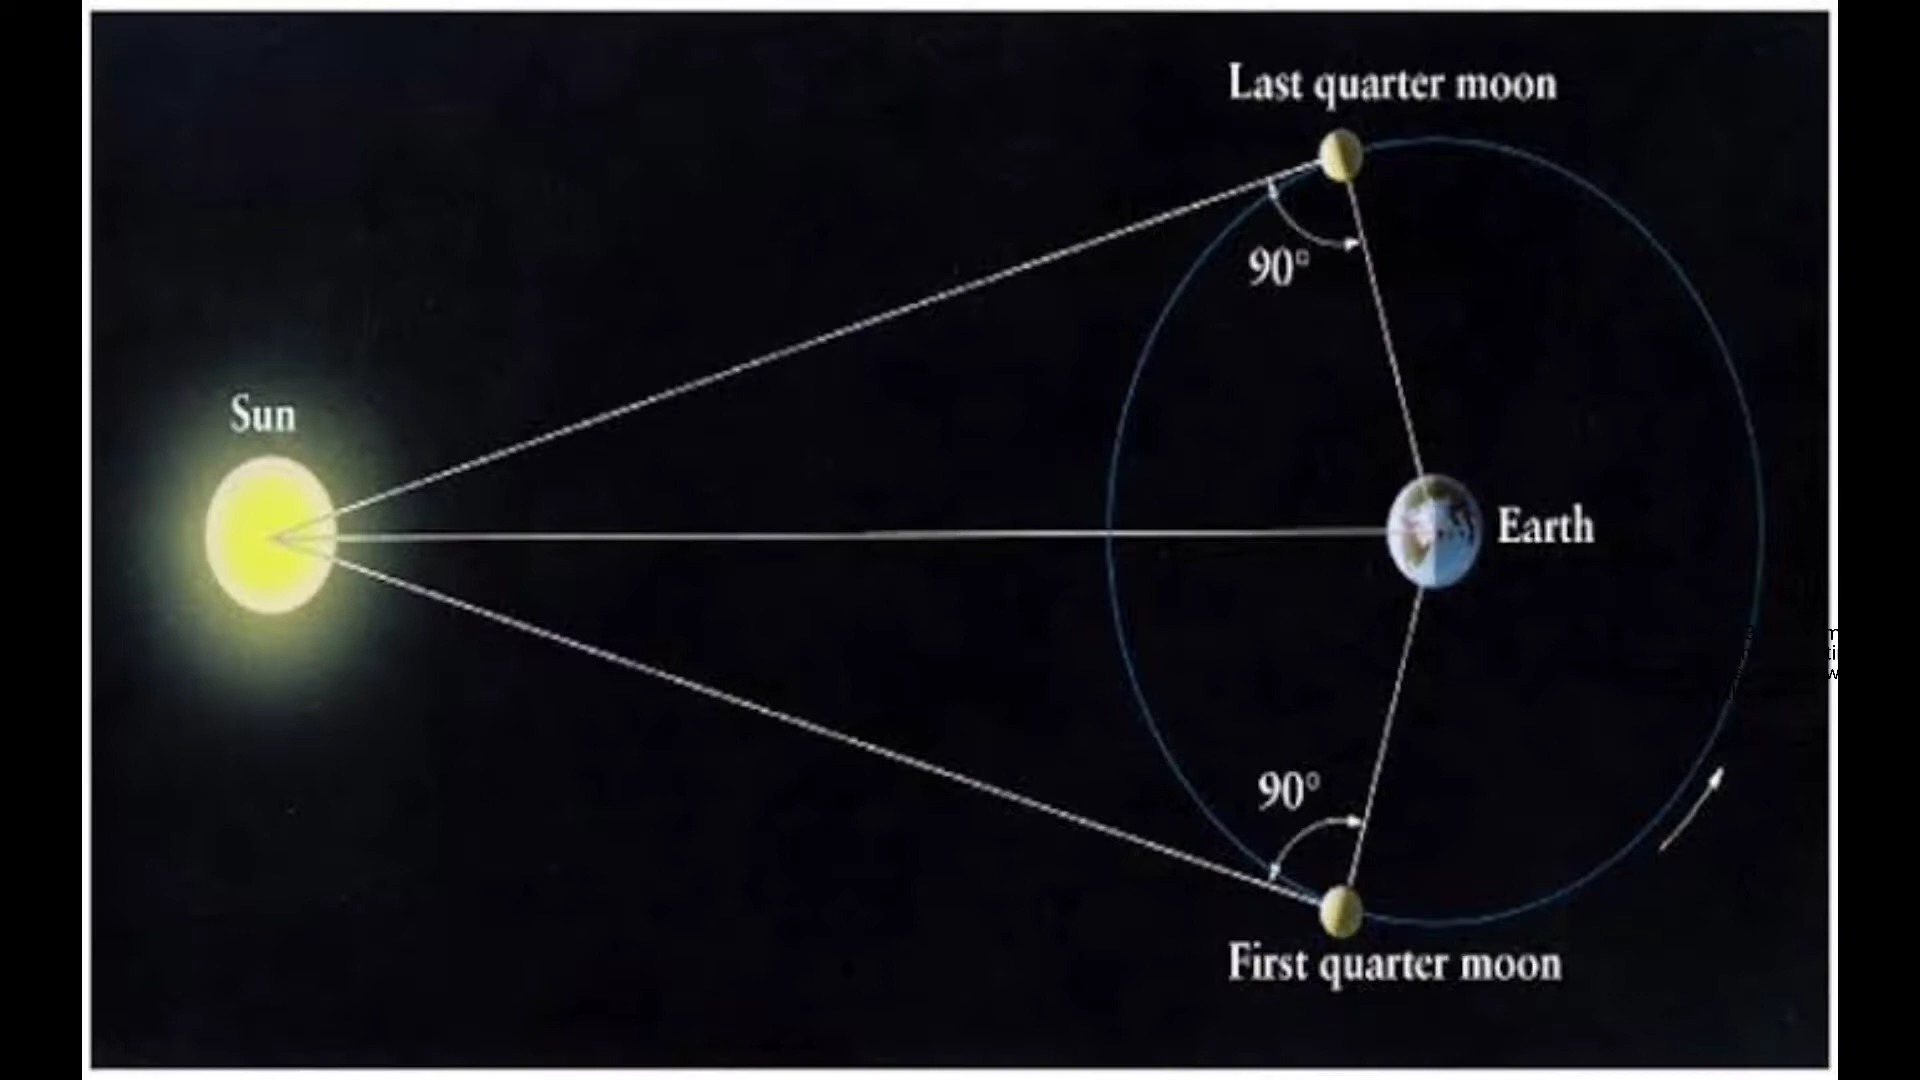 Last quarter moon
90°
Sun
Earth
90°
First quarter moon